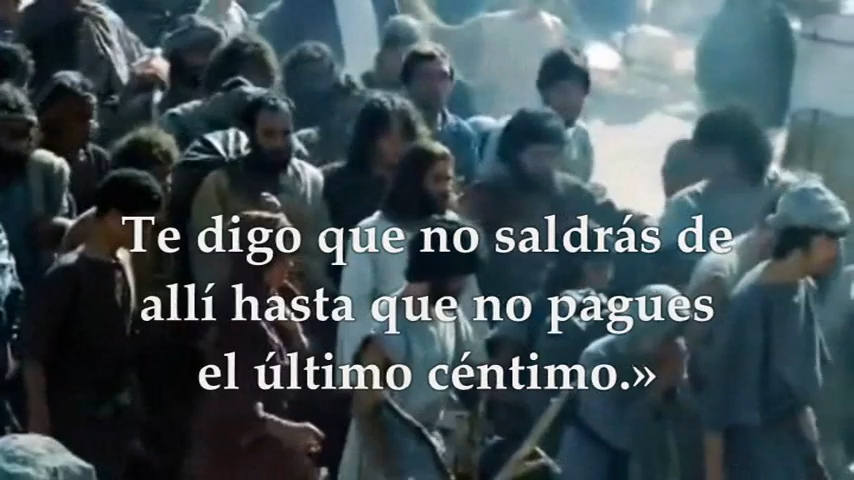 Te digo que no saldrás de
allí hasta que no pagues
el último céntimo.»